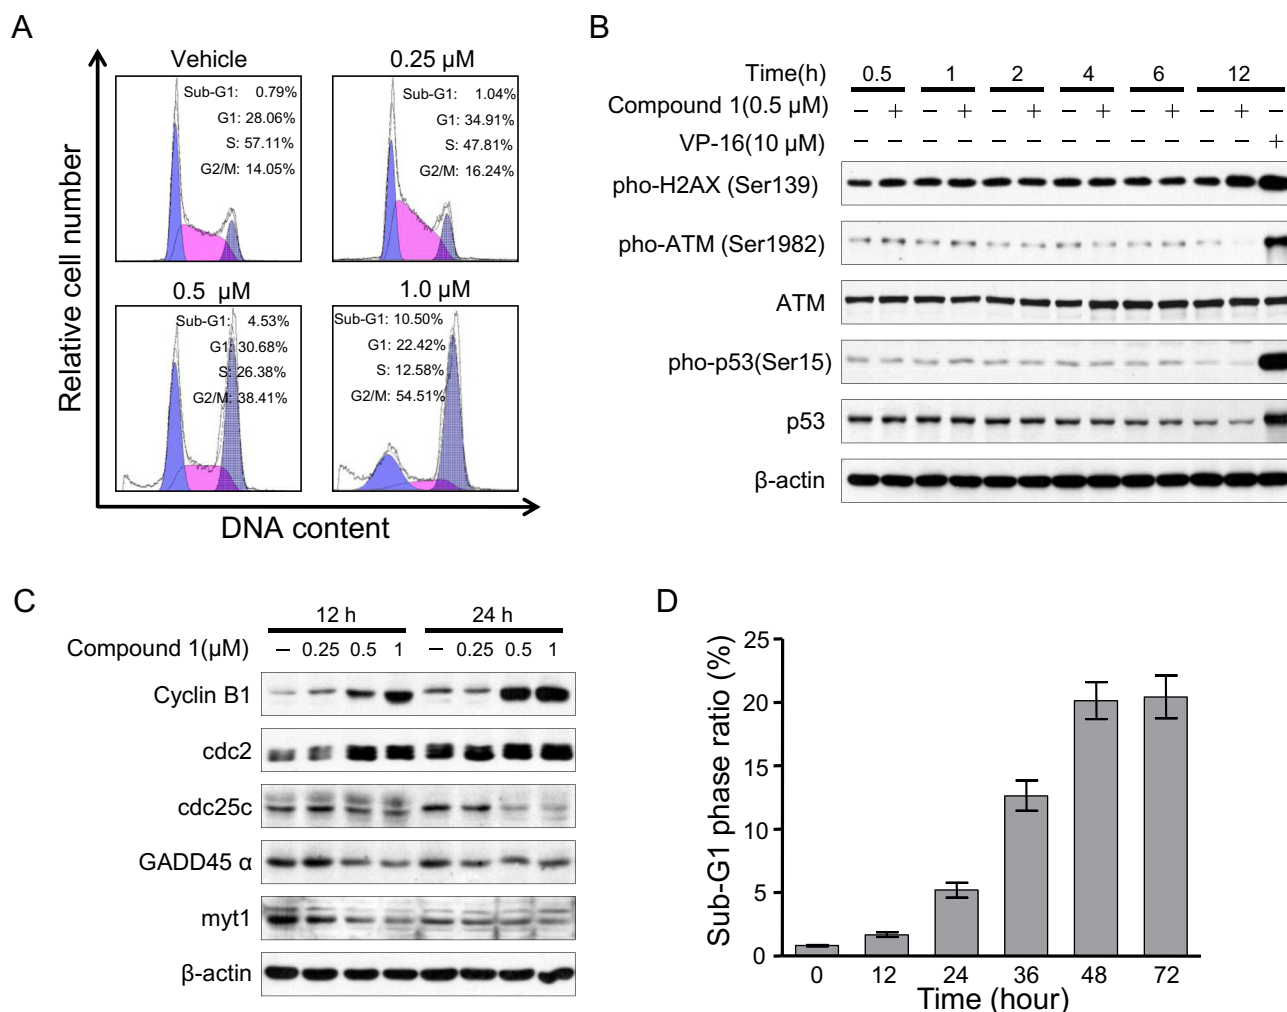 A
Vehicle
Sub-G1: 0.79%
G1: 28.06%
S: 57.11%
G2/M: 14.05%
0.25 μM
Sub-G1: 1.04%
G1: 34.91%
S: 47.81%
G2/M: 16.24%
0.5 μM
Sub-G1: 4.53%
G1: 30.68%
S: 26.38%
G2/M: 38.41%
1.0 μM
Sub-G1: 10.50%
G1: 22.42%
S: 12.58%
G2/M: 54.51%
Relative cell number
DNA content
B
Time(h) 0.5 1 2 4 6 12
Compound 1(0.5 μM) − + − + − + − + − + − + −
VP-16(10 μM) − − − − − − − − − − − − +
pho-H2AX (Ser139)
pho-ATM (Ser1982)
ATM
pho-p53(Ser15)
p53
β-actin
C
12 h 24 h
Compound 1(μM) − 0.25 0.5 1 − 0.25 0.5 1
Cyclin B1
cdc2
cdc25c
GADD45 α
myt1
β-actin
D
Sub-G1 phase ratio (%)
25
20
15
10
5
0
0 12 24 36 48 72
Time (hour)